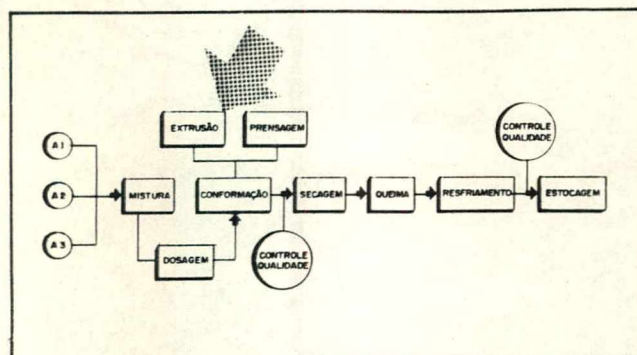 EXTRUSÃO
PRENSAGEM
CONTROLE
QUALIDADE
A1
A2
A3
MISTURA
CONFORMAÇÃO
SECAGEM
QUEIMA
RESFRIAMENTO
ESTOCAGEM
DOSAGEM
CONTROLE
QUALIDADE